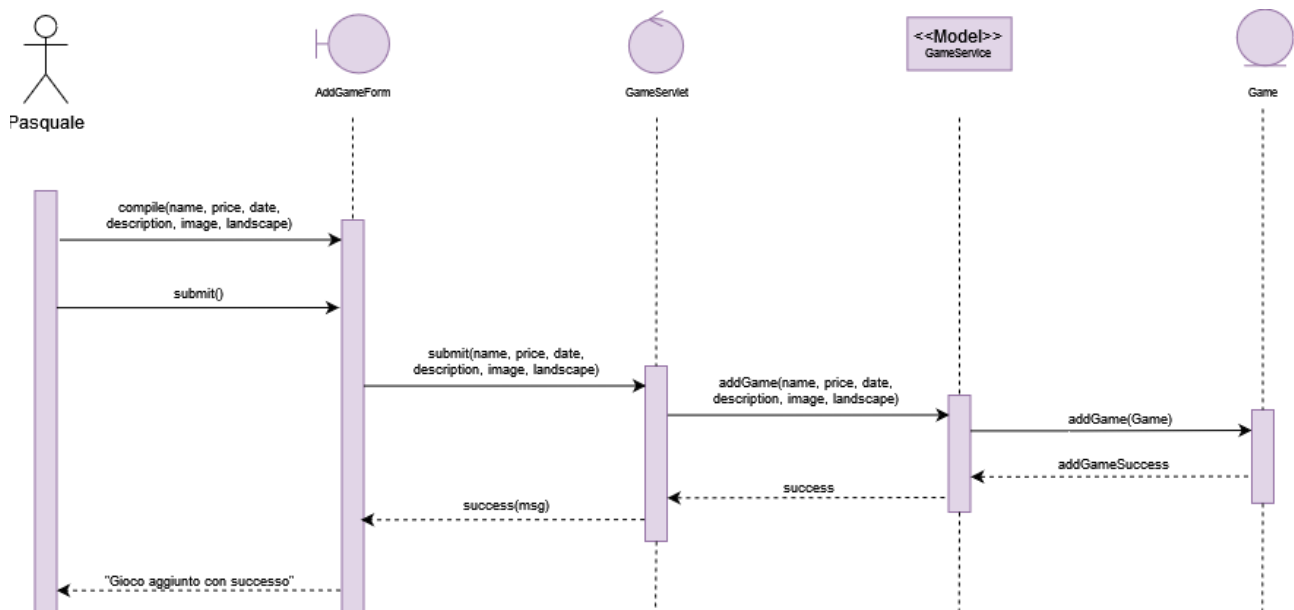 <<Model>>
GameService
AddGameForm
GameServlet
Game
Pasquale
compile(name, price, date,
description, image, landscape)
submit()
submit(name, price, date,
description, image, landscape)
addGame(name, price, date,
description, image, landscape)
addGame(Game)
addGameSuccess
success
success(msg)
"Gioco aggiunto con successo"